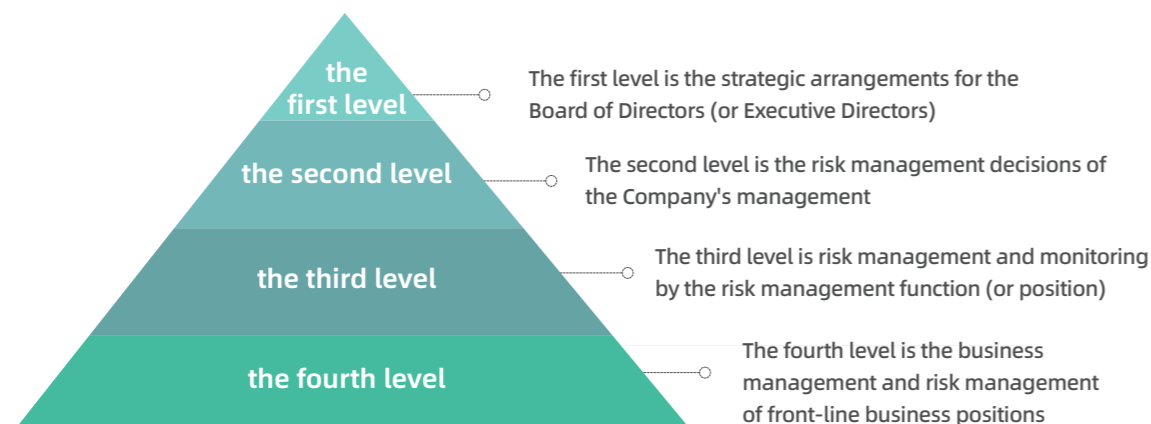 the
first level
The first level is the strategic arrangements for the
Board of Directors (or Executive Directors)
the second level
The second level is the risk management decisions of
the Company's management
the third level
The third level is risk management and monitoring
by the risk management function (or position)
the fourth level
The fourth level is the business
management and risk management
of front-line business positions